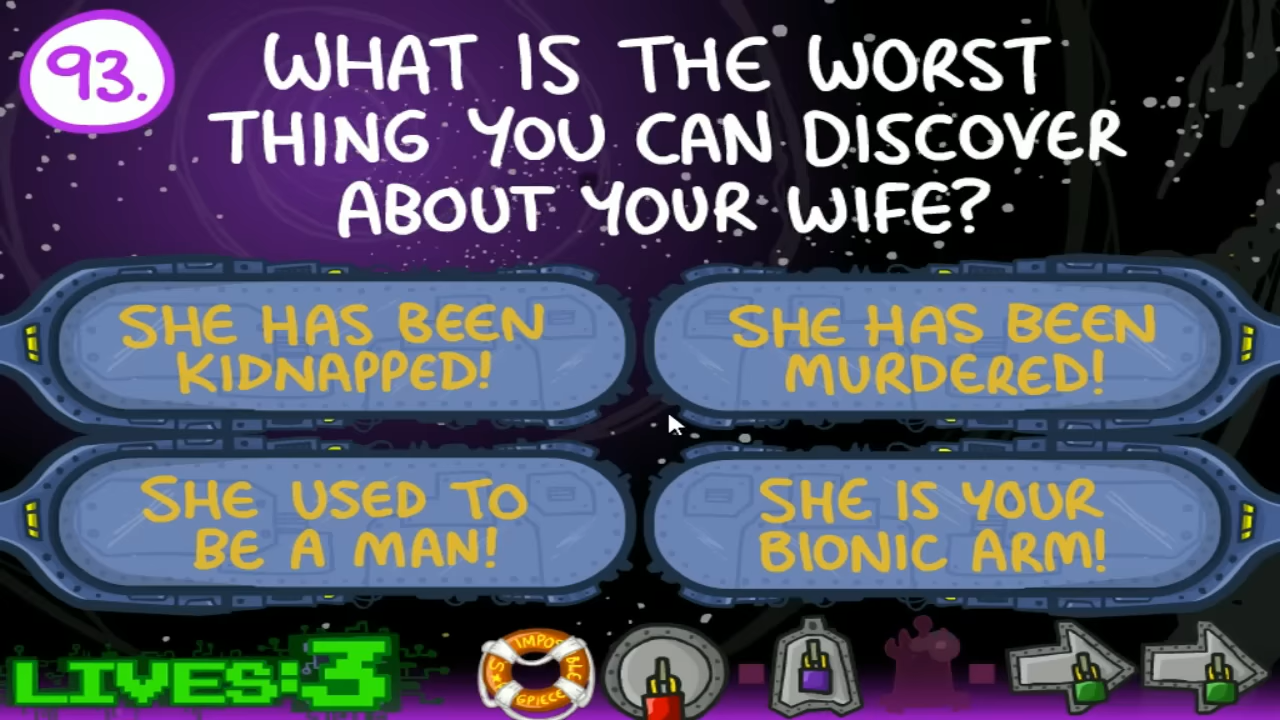 93.
WHAT IS THE WORST
THING YOU CAN DISCOVER
ABOUT YOUR WIFE?
SHE HAS BEEN
KIDNAPPED!
SHE HAS BEEN
MURDERED!
SHE USED TO
BE A MAN!
SHE IS YOUR
BIONIC ARM!
LIVES:3